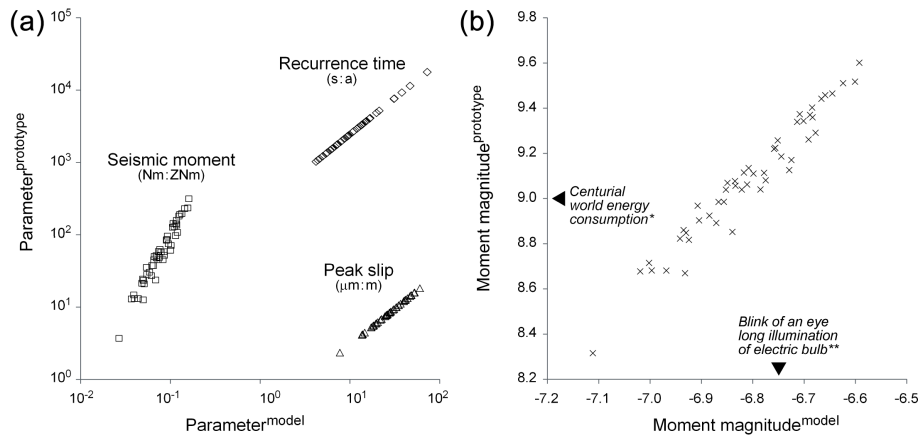 (a)
10^5
10^4
10^3
10^2
10^1
10^0
Parameter^prototype
Recurrence time
(s:a)
Seismic moment
(Nm:ZNm)
Peak slip
(μm:m)
10^-2
10^-1
10^0
10^1
10^2
Parameter^model
(b)
9.8
9.6
9.4
9.2
9.0
8.8
8.6
8.4
8.2
Moment magnitude^prototype
Centurial
world energy
consumption*
Blink of an eye
long illumination
of electric bulb**
-7.2
-7.1
-7.0
-6.9
-6.8
-6.7
-6.6
-6.5
Moment magnitude^model